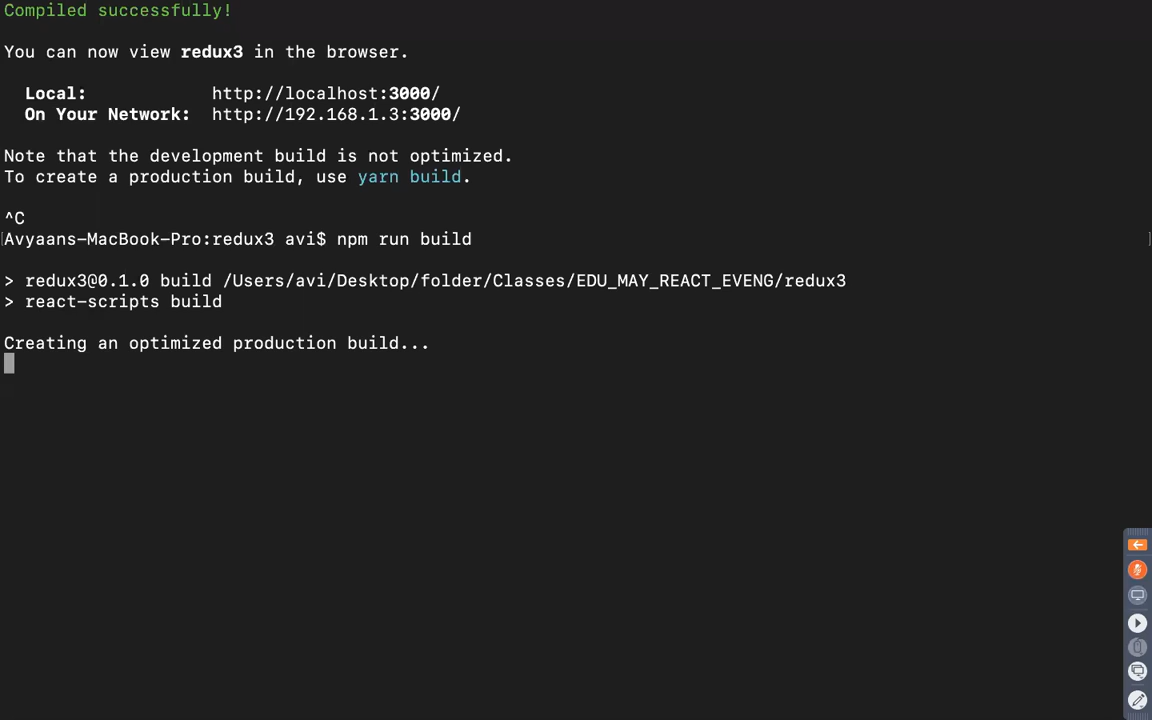 Compiled successfully!
You can now view redux3 in the browser.
Local: http://localhost:3000/
On Your Network: http://192.168.1.3:3000/
Note that the development build is not optimized.
To create a production build, use yarn build.
^C
Avyaans-MacBook-Pro:redux3 avi$ npm run build
> redux3@0.1.0 build /Users/avi/Desktop/folder/Classes/EDU_MAY_REACT_EVENG/redux3
> react-scripts build
Creating an optimized production build...